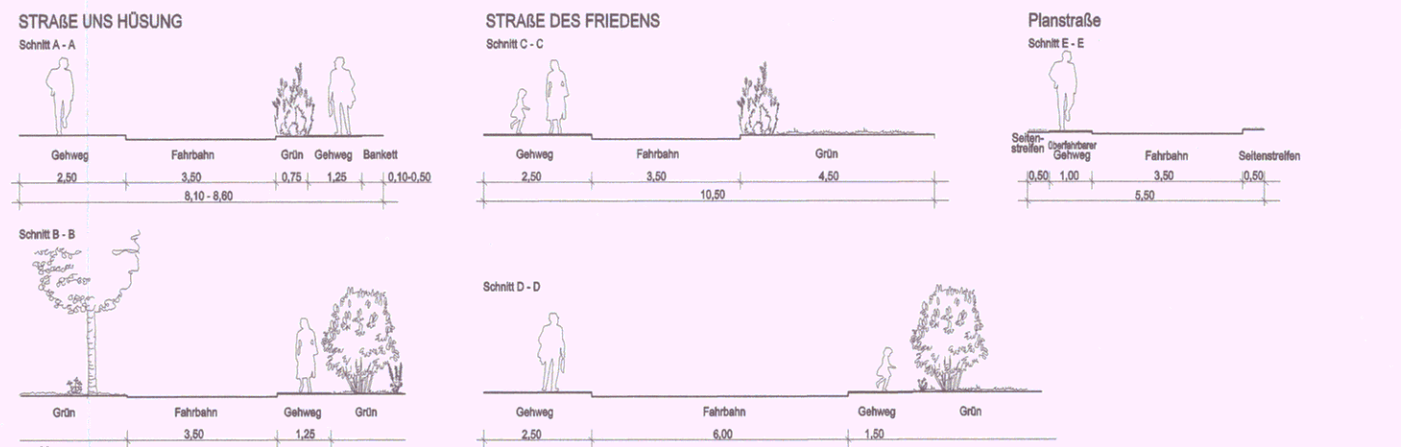 STRAßE UNS HÜSUNG
Schnitt A - A
Gehweg Fahrbahn Grün Gehweg Bankett
2,50 3,50 0,75 1,25 0,10-0,50
8,10 - 8,60
Schnitt B - B
Grün Fahrbahn Gehweg Grün
3,50 1,25
STRAßE DES FRIEDENS
Schnitt C - C
Gehweg Fahrbahn Grün
2,50 3,50 4,50
10,50
Schnitt D - D
Gehweg Fahrbahn Gehweg Grün
2,50 6,00 1,50
Planstraße
Schnitt E - E
Seiten-
streifen überfahrbarer
Gehweg Fahrbahn Seitenstreifen
0,50 1,00 3,50 0,50
5,50